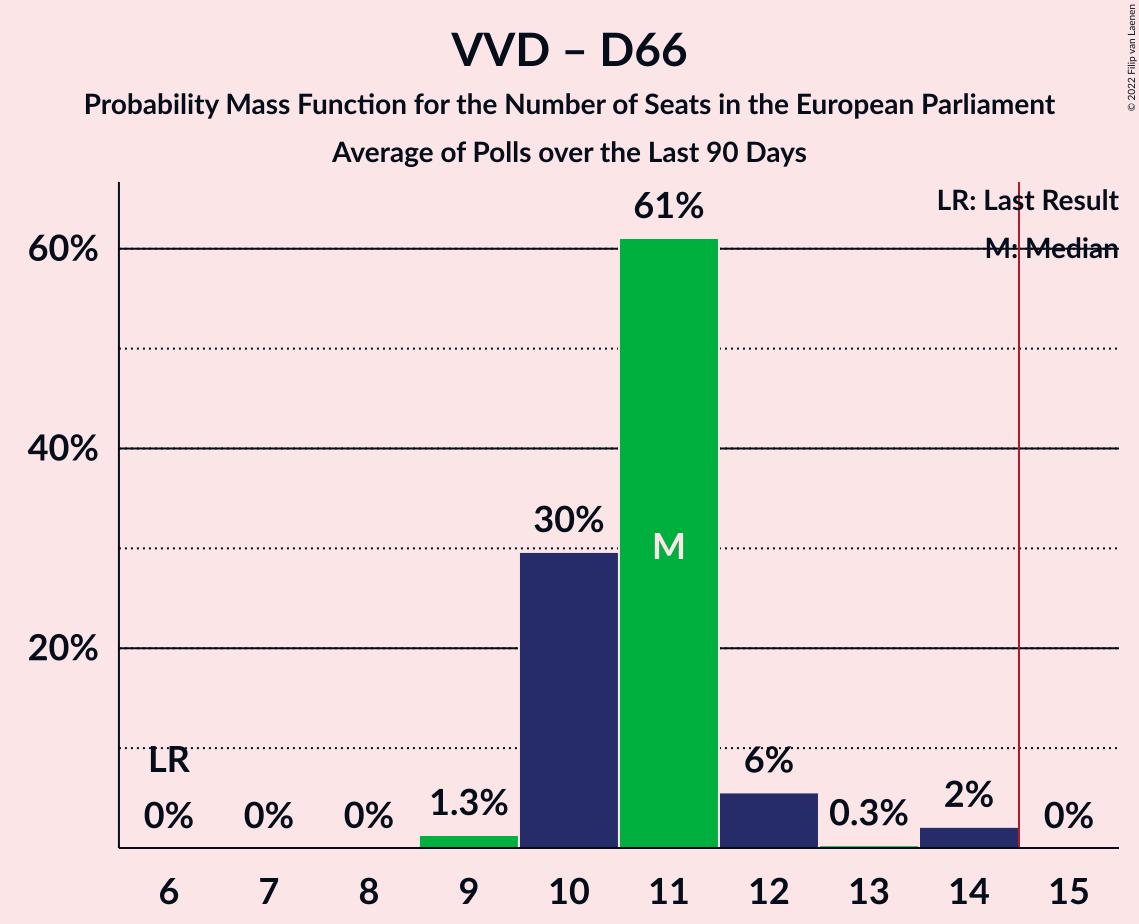 VVD – D66
Probability Mass Function for the Number of Seats in the European Parliament
Average of Polls over the Last 90 Days
© 2022 Filip van Laenen
LR: Last Result
M: Median
61%
60%
40%
30%
M
20%
LR
6%
0%
0%
0%
1.3%
0.3%
2%
0%
6
7
8
9
10
11
12
13
14
15